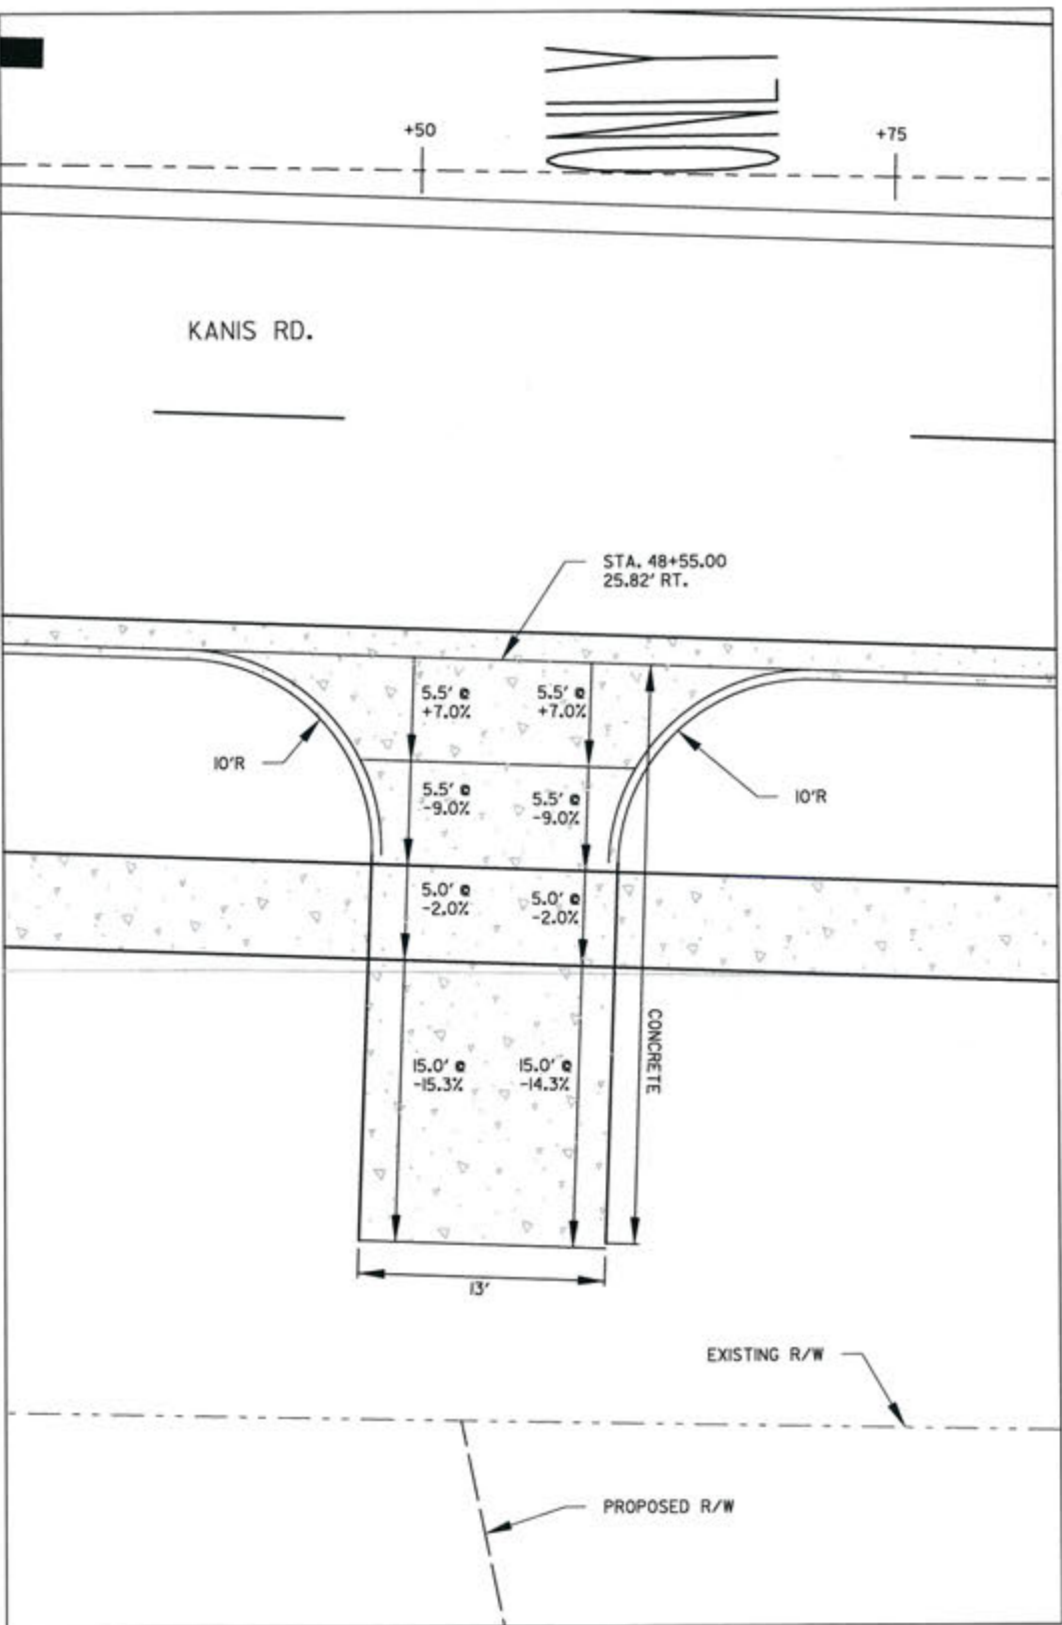 +50
+75
KANIS RD.
STA. 48+55.00
25.82' RT.
5.5' @
+7.0%
5.5' @
+7.0%
10'R
10'R
5.5' @
-9.0%
5.5' @
-9.0%
5.0' @
-2.0%
5.0' @
-2.0%
CONCRETE
15.0' @
-15.3%
15.0' @
-14.3%
13'
EXISTING R/W
PROPOSED R/W